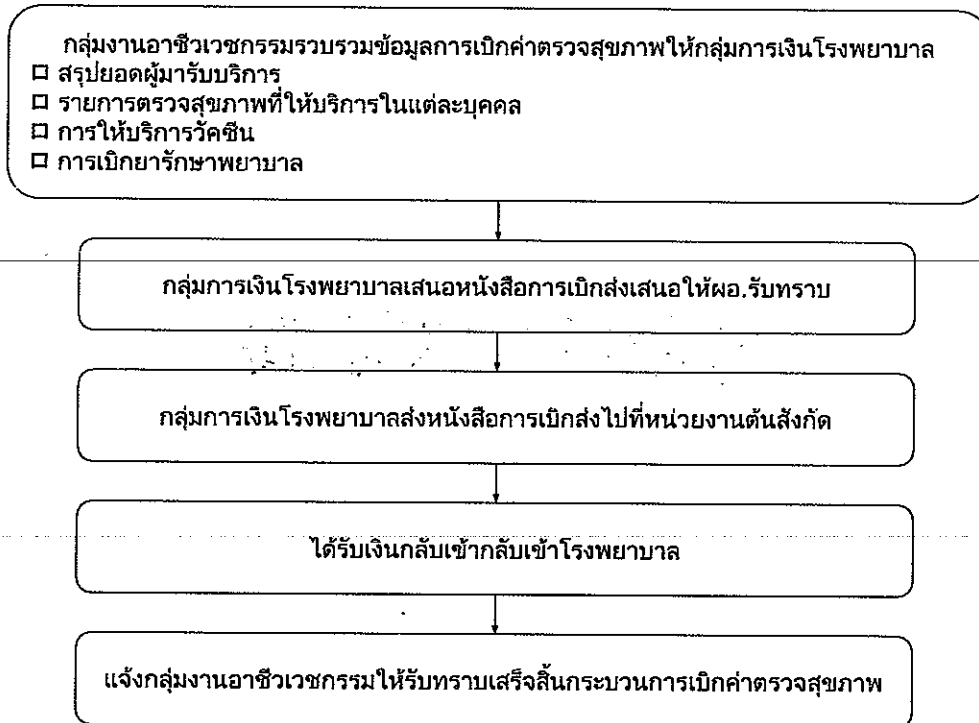 กลุ่มงานอาชีวเวชกรรมรวบรวมข้อมูลการเบิกค่าตรวจสุขภาพให้กลุ่มการเงินโรงพยาบาล
สรุปยอดผู้มารับบริการ
รายการตรวจสุขภาพที่ให้บริการในแต่ละบุคคล
การให้บริการวัคซีน
การเบิกยารักษาพยาบาล
กลุ่มการเงินโรงพยาบาลเสนอหนังสือการเบิกส่งเสนอให้ผอ.รับทราบ
กลุ่มการเงินโรงพยาบาลส่งหนังสือการเบิกส่งไปที่หน่วยงานต้นสังกัด
ได้รับเงินกลับเข้ากลับเข้าโรงพยาบาล
แจ้งกลุ่มงานอาชีวเวชกรรมให้รับทราบเสร็จสิ้นกระบวนการเบิกค่าตรวจสุขภาพ